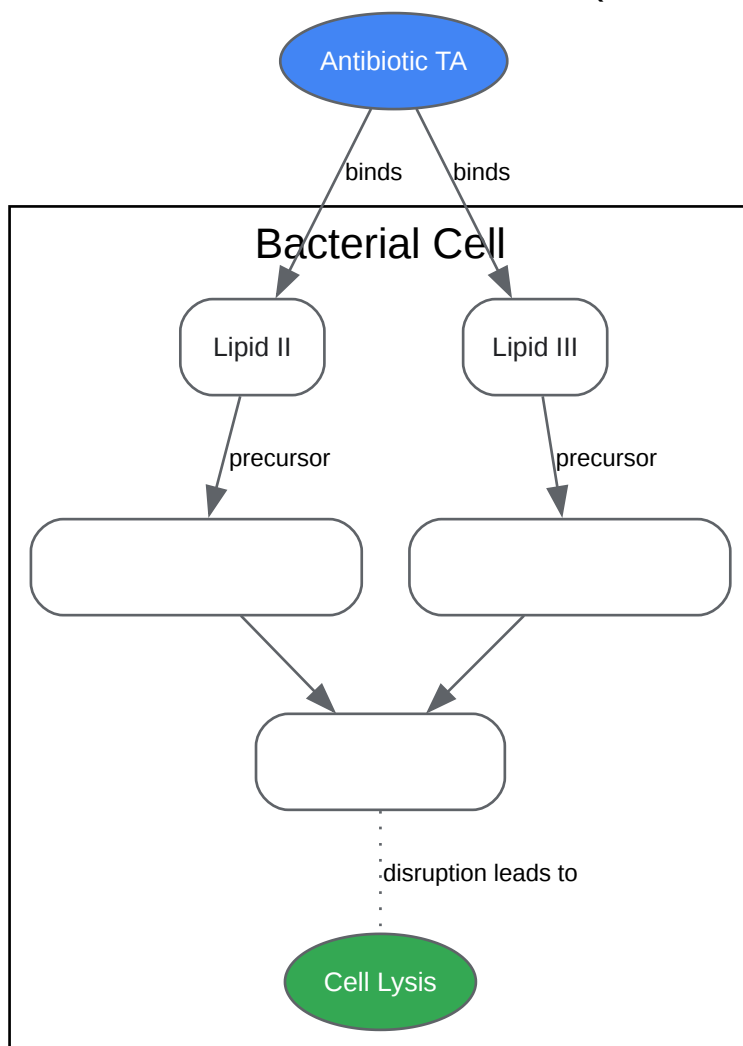 Antibiotic TA
binds binds
Bacterial Cell
Lipid II Lipid III
precursor precursor
disruption leads to
Cell Lysis